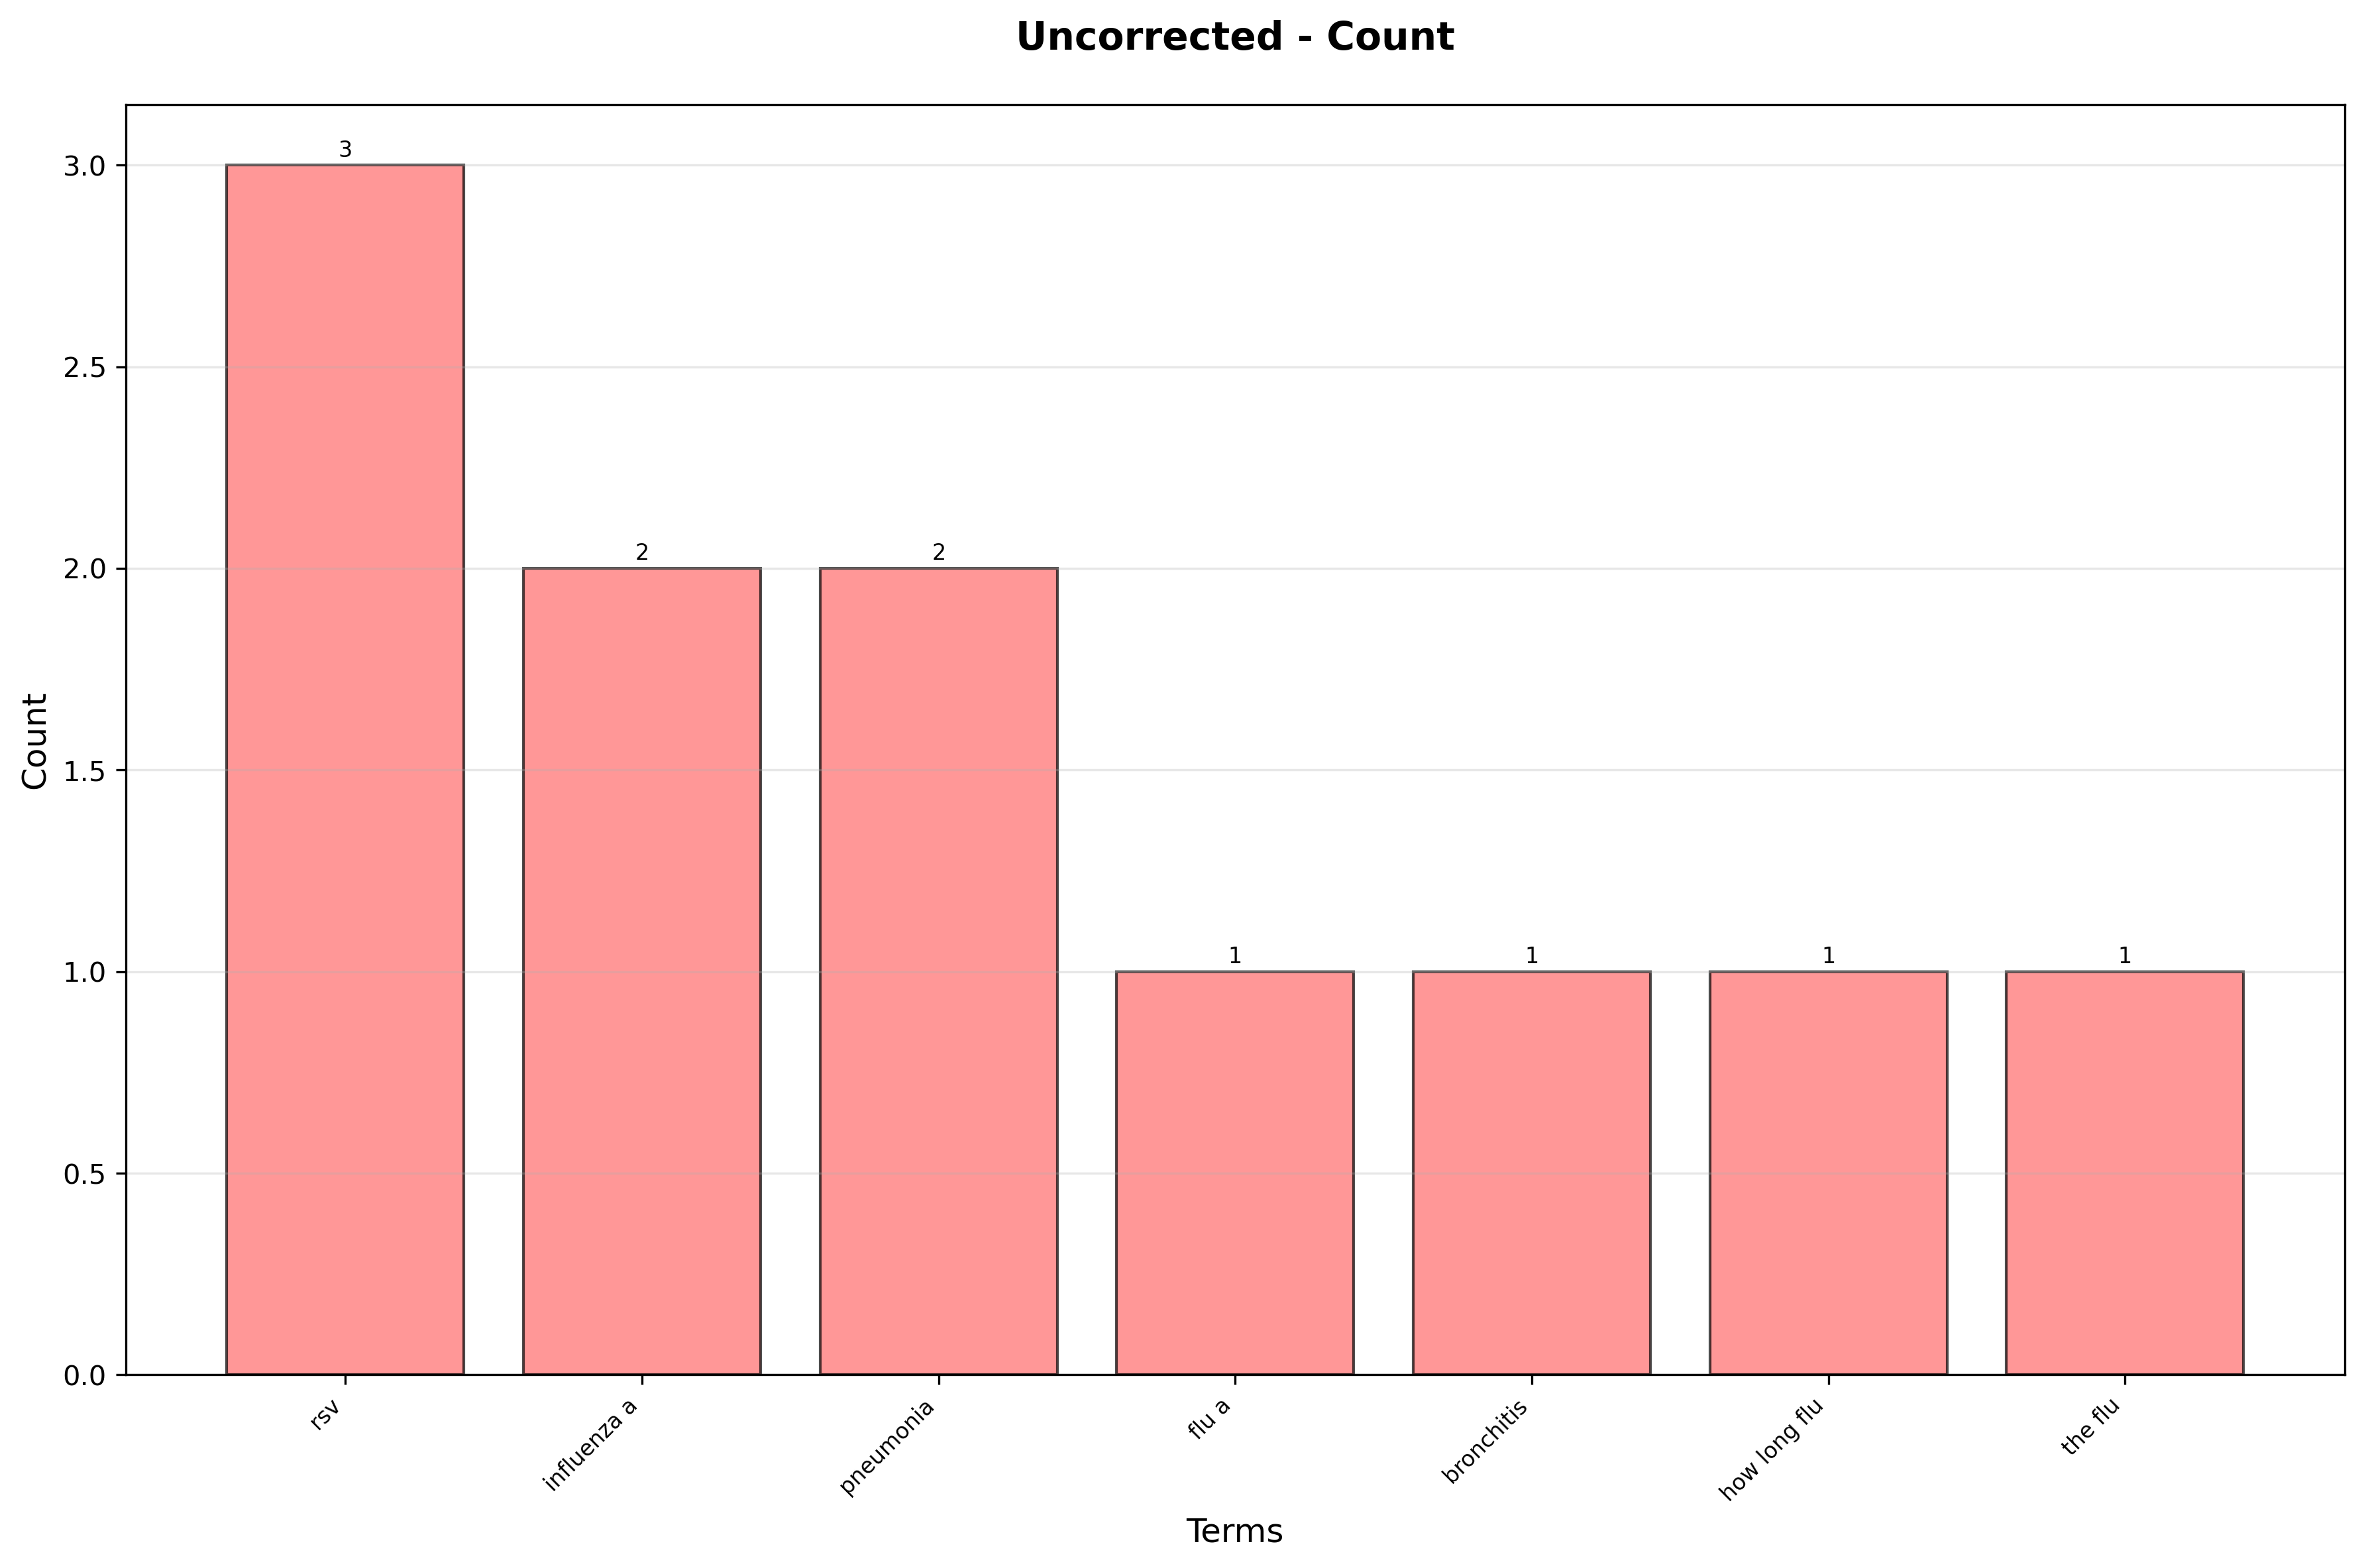 Uncorrected - Count
3
2
2
1
1
1
1
3.0
2.5
2.0
1.5
1.0
0.5
0.0
Count
rsv
influenza a
pneumonia
flu a
bronchitis
how long flu
the flu
Terms